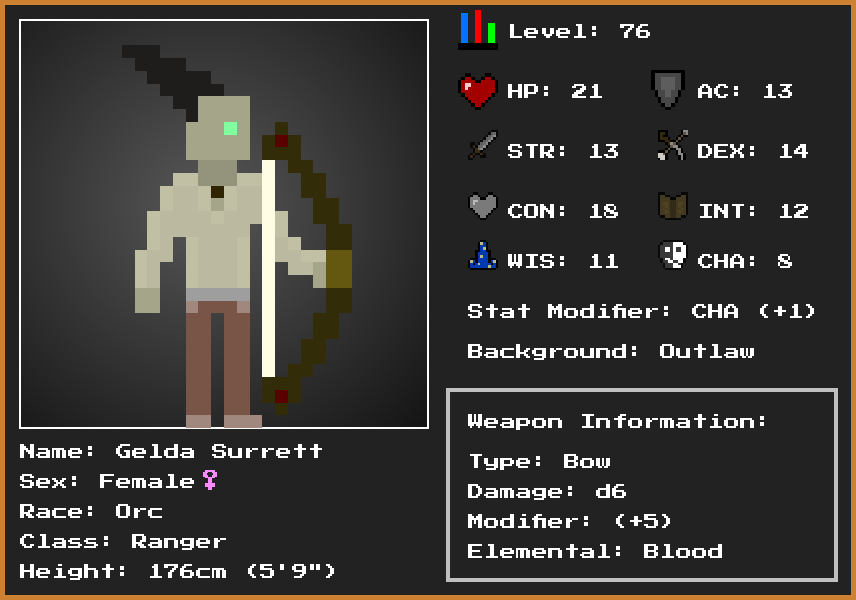 Level: 76
HP: 21
AC: 13
STR: 13
DEX: 14
CON: 18
INT: 12
WIS: 11
CHA: 8
Stat Modifier: CHA (+1)
Background: Outlaw
Weapon Information:
Type: Bow
Damage: d6
Modifier: (+5)
Elemental: Blood
Name: Gelda Surrett
Sex: Female♀
Race: Orc
Class: Ranger
Height: 176cm (5'9")